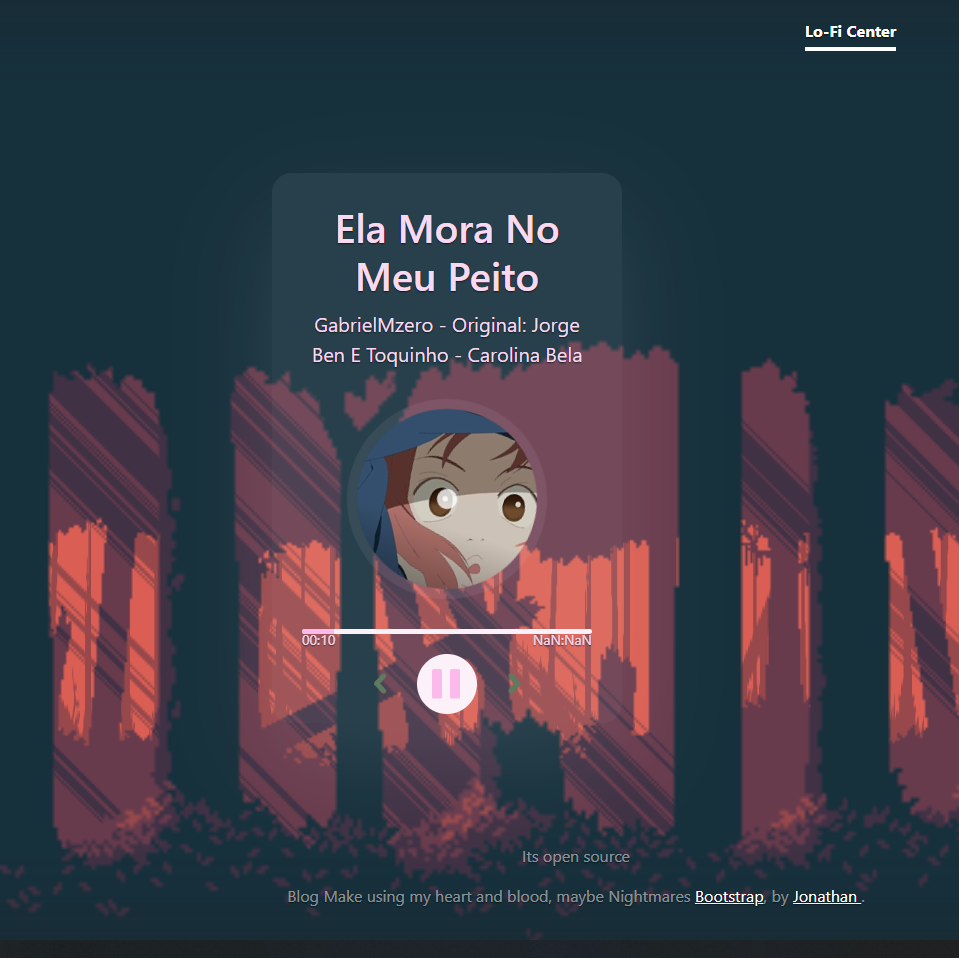 Lo-Fi Center
Ela Mora No
Meu Peito
GabrielMzero - Original: Jorge
Ben E Toquinho - Carolina Bela
00:10 NaN:NaN
Its open source
Blog Make using my heart and blood, maybe Nightmares Bootstrap, by Jonathan .